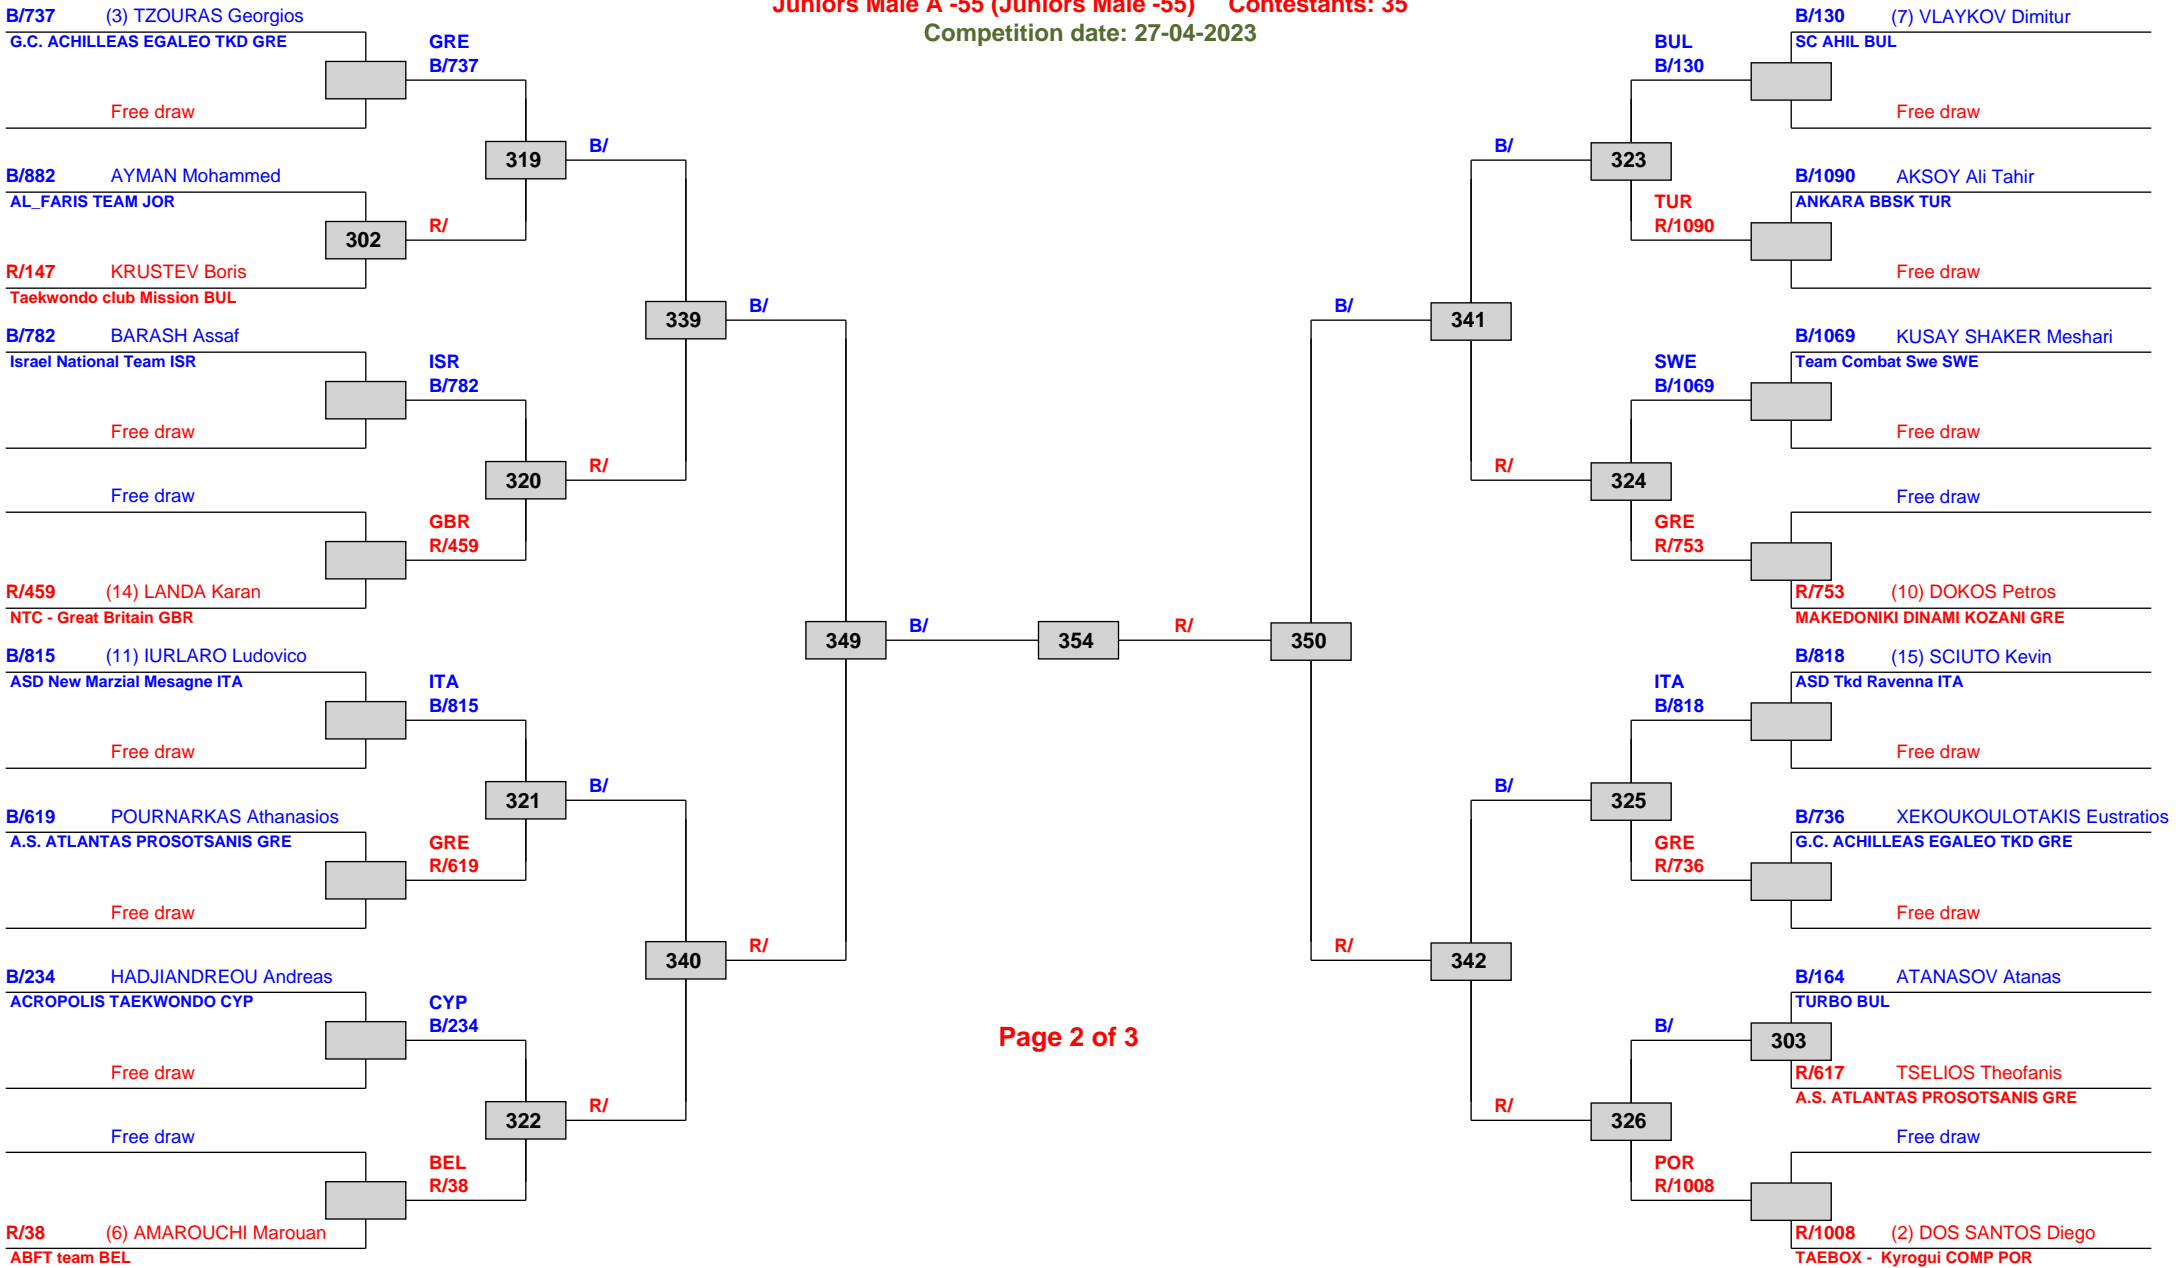 Juniors Male A -55 (Juniors Male -55) Contestants: 35
Competition date: 27-04-2023
B/737 (3) TZOURAS Georgios
G.C. ACHILLEAS EGALEO TKD GRE
GRE
B/737
Free draw
319
B/
B/882 AYMAN Mohammed
AL_FARIS TEAM JOR
302
R/
R/147 KRUSTEV Boris
Taekwondo club Mission BUL
339
B/
B/782 BARASH Assaf
Israel National Team ISR
ISR
B/782
Free draw
320
R/
Free draw
GBR
R/459
R/459 (14) LANDA Karan
NTC - Great Britain GBR
349
B/
354
R/
350
B/815 (11) IURLARO Ludovico
ASD New Marzial Mesagne ITA
ITA
B/815
Free draw
321
B/
B/619 POURNARKAS Athanasios
A.S. ATLANTAS PROSOTSANIS GRE
GRE
R/619
Free draw
340
R/
B/234 HADJIANDREOU Andreas
ACROPOLIS TAEKWONDO CYP
CYP
B/234
Free draw
322
R/
Free draw
BEL
R/38
R/38 (6) AMAROUCHI Marouan
ABFT team BEL
Page 2 of 3
B/130 (7) VLAYKOV Dimitur
SC AHIL BUL
BUL
B/130
Free draw
B/
323
B/1090 AKSOY Ali Tahir
ANKARA BBSK TUR
TUR
R/1090
Free draw
B/
341
B/1069 KUSAY SHAKER Meshari
Team Combat Swe SWE
SWE
B/1069
Free draw
R/
324
Free draw
GRE
R/753
R/753 (10) DOKOS Petros
MAKEDONIKI DINAMI KOZANI GRE
B/818 (15) SCIUTO Kevin
ASD Tkd Ravenna ITA
ITA
B/818
Free draw
B/
325
B/736 XEKOUKOULOTAKIS Eustratios
G.C. ACHILLEAS EGALEO TKD GRE
GRE
R/736
Free draw
R/
342
B/164 ATANASOV Atanas
TURBO BUL
B/
303
R/617 TSELIOS Theofanis
A.S. ATLANTAS PROSOTSANIS GRE
R/
326
Free draw
POR
R/1008
R/1008 (2) DOS SANTOS Diego
TAEBOX - Kyrogui COMP POR